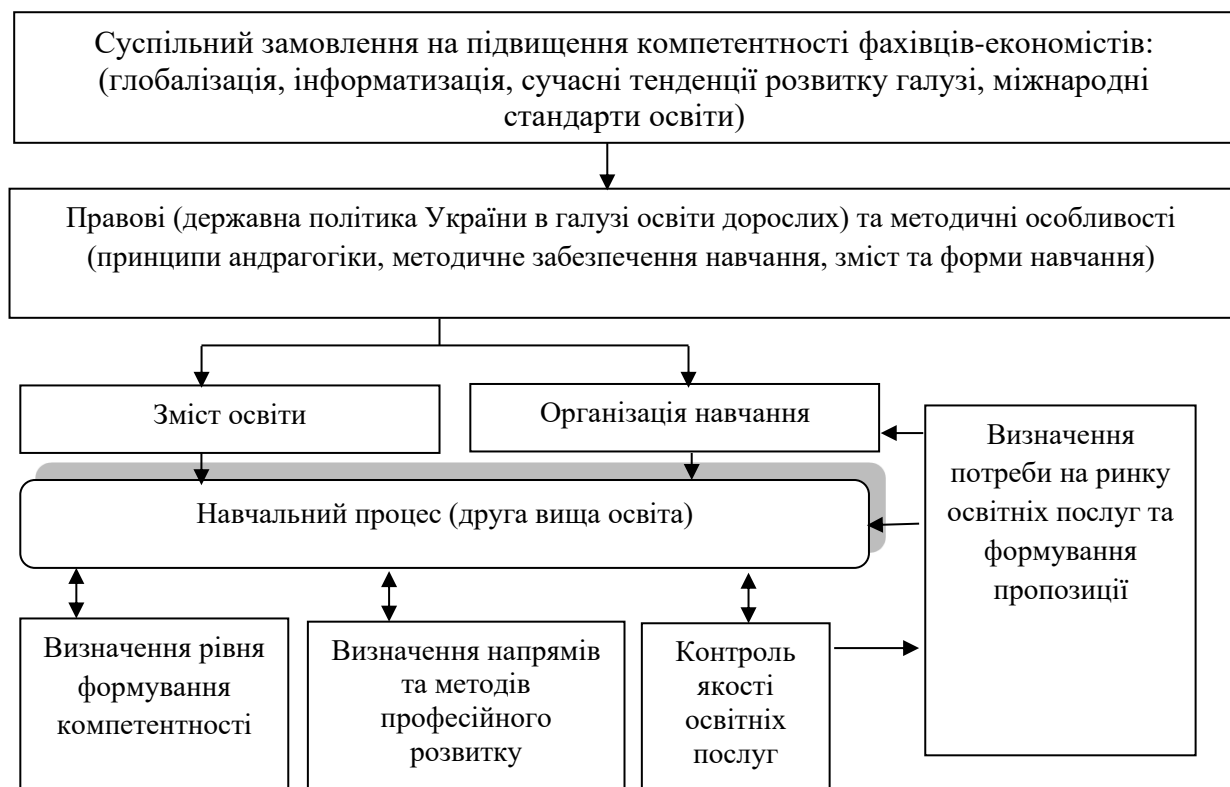 Суспільний замовлення на підвищення компетентності фахівців-економістів:
(глобалізація, інформатизація, сучасні тенденції розвитку галузі, міжнародні
стандарти освіти)
Правові (державна політика України в галузі освіти дорослих) та методичні особливості
(принципи андрагогіки, методичне забезпечення навчання, зміст та форми навчання)
Зміст освіти
Організація навчання
Визначення
потреби на ринку
освітніх послуг та
формування
пропозиції
Навчальний процес (друга вища освіта)
Визначення рівня
формування
компетентності
Визначення напрямів
та методів
професійного
розвитку
Контроль
якості
освітніх
послуг